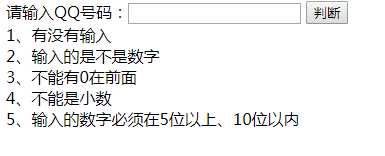 请输入QQ号码： 判断
1、有没有输入
2、输入的是不是数字
3、不能有0在前面
4、不能是小数
5、输入的数字必须在5位以上、10位以内